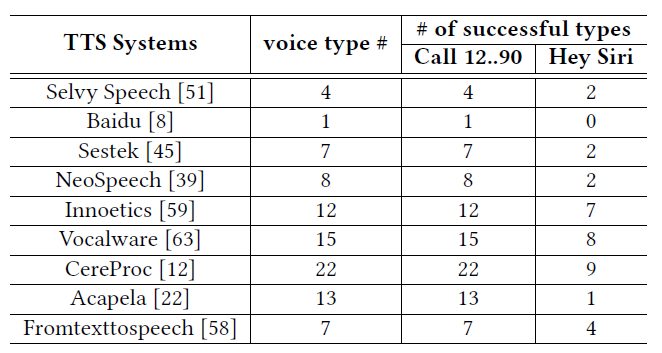 TTS Systems voice type # # of successful types
Call 12..90 Hey Siri
Selvy Speech [51] 4 4 2
Baidu [8] 1 1 0
Sestek [45] 7 7 2
NeoSpeech [39] 8 8 2
Innoetics [59] 12 12 7
Vocalware [63] 15 15 8
CereProc [12] 22 22 9
Acapela [22] 13 13 1
Fromtexttospeech [58] 7 7 4